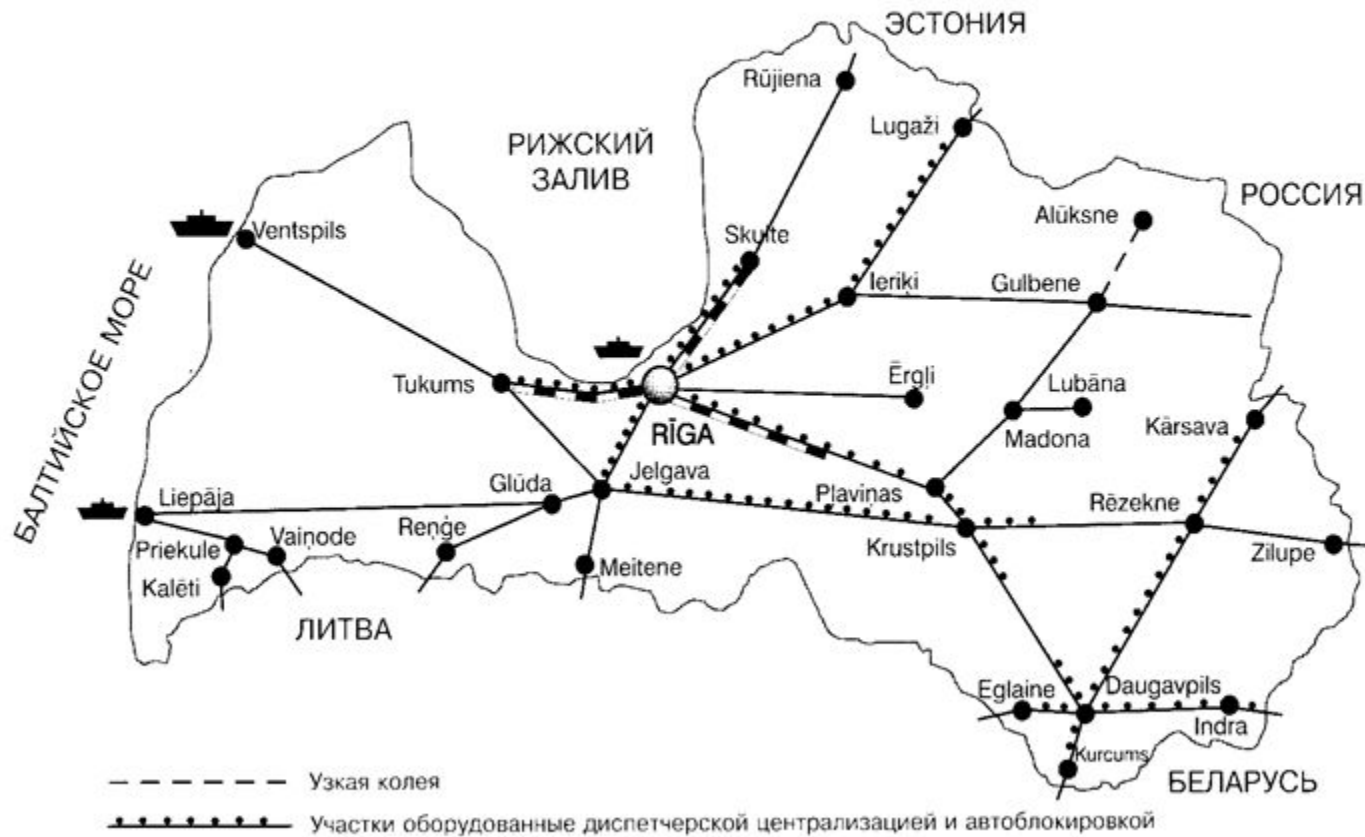 ЭСТОНИЯ
Rūjiena
Lugaži
РИЖСКИЙ
ЗАЛИВ
РОССИЯ
Alūksne
Ventspils
Skulte
Ieriķi
Gulbene
БАЛТИЙСКОЕ МОРЕ
Tukums
Ērgļi
Lubāna
RĪGA
Madona
Kārsava
Jelgava
Glūda
Pļaviņas
Liepāja
Rēzekne
Reņģe
Priekule
Vaiņode
Krustpils
Zilupe
Kalēti
Meitene
ЛИТВА
Eglaine
Daugavpils
Indra
Kurcums
БЕЛАРУСЬ
Узкая колея
Участки оборудованные диспетчерской централизацией и автоблокировкой